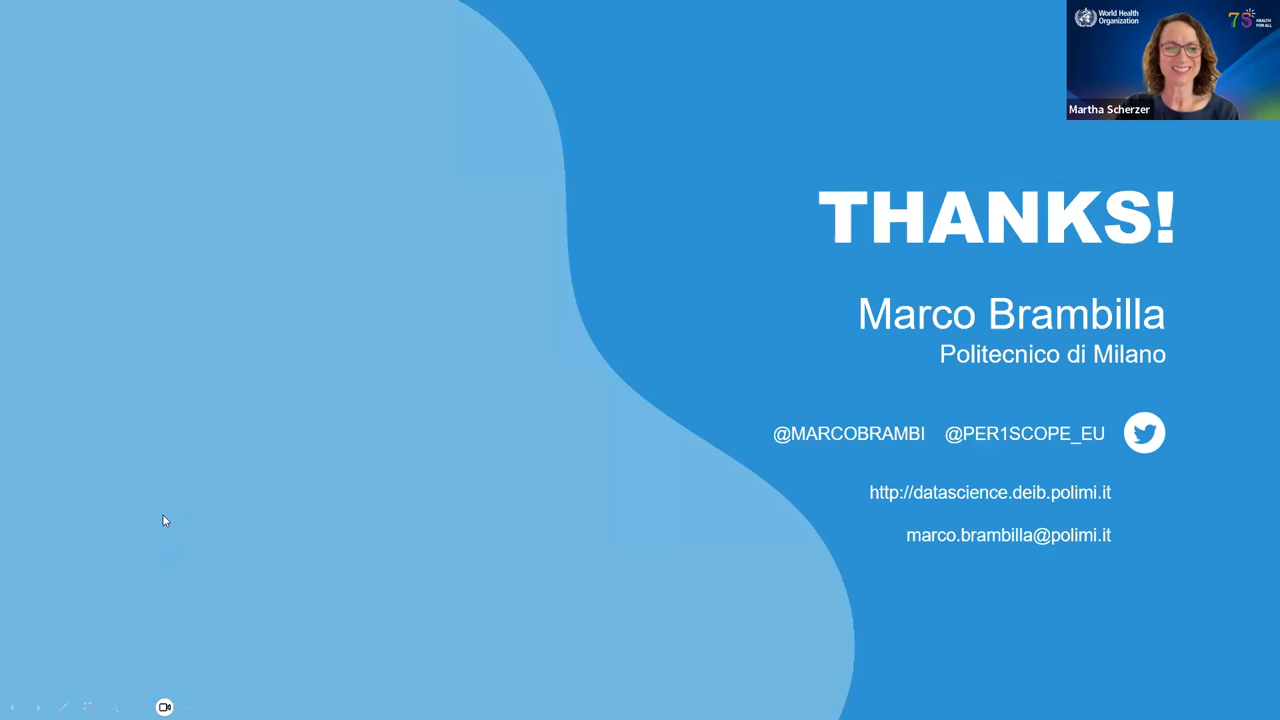 World Health
Organization
75
HEALTH
FOR ALL
Martha Scherzer
THANKS!
Marco Brambilla
Politecnico di Milano
@MARCOBRAMBI @PER1SCOPE_EU
http://datascience.deib.polimi.it
marco.brambilla@polimi.it